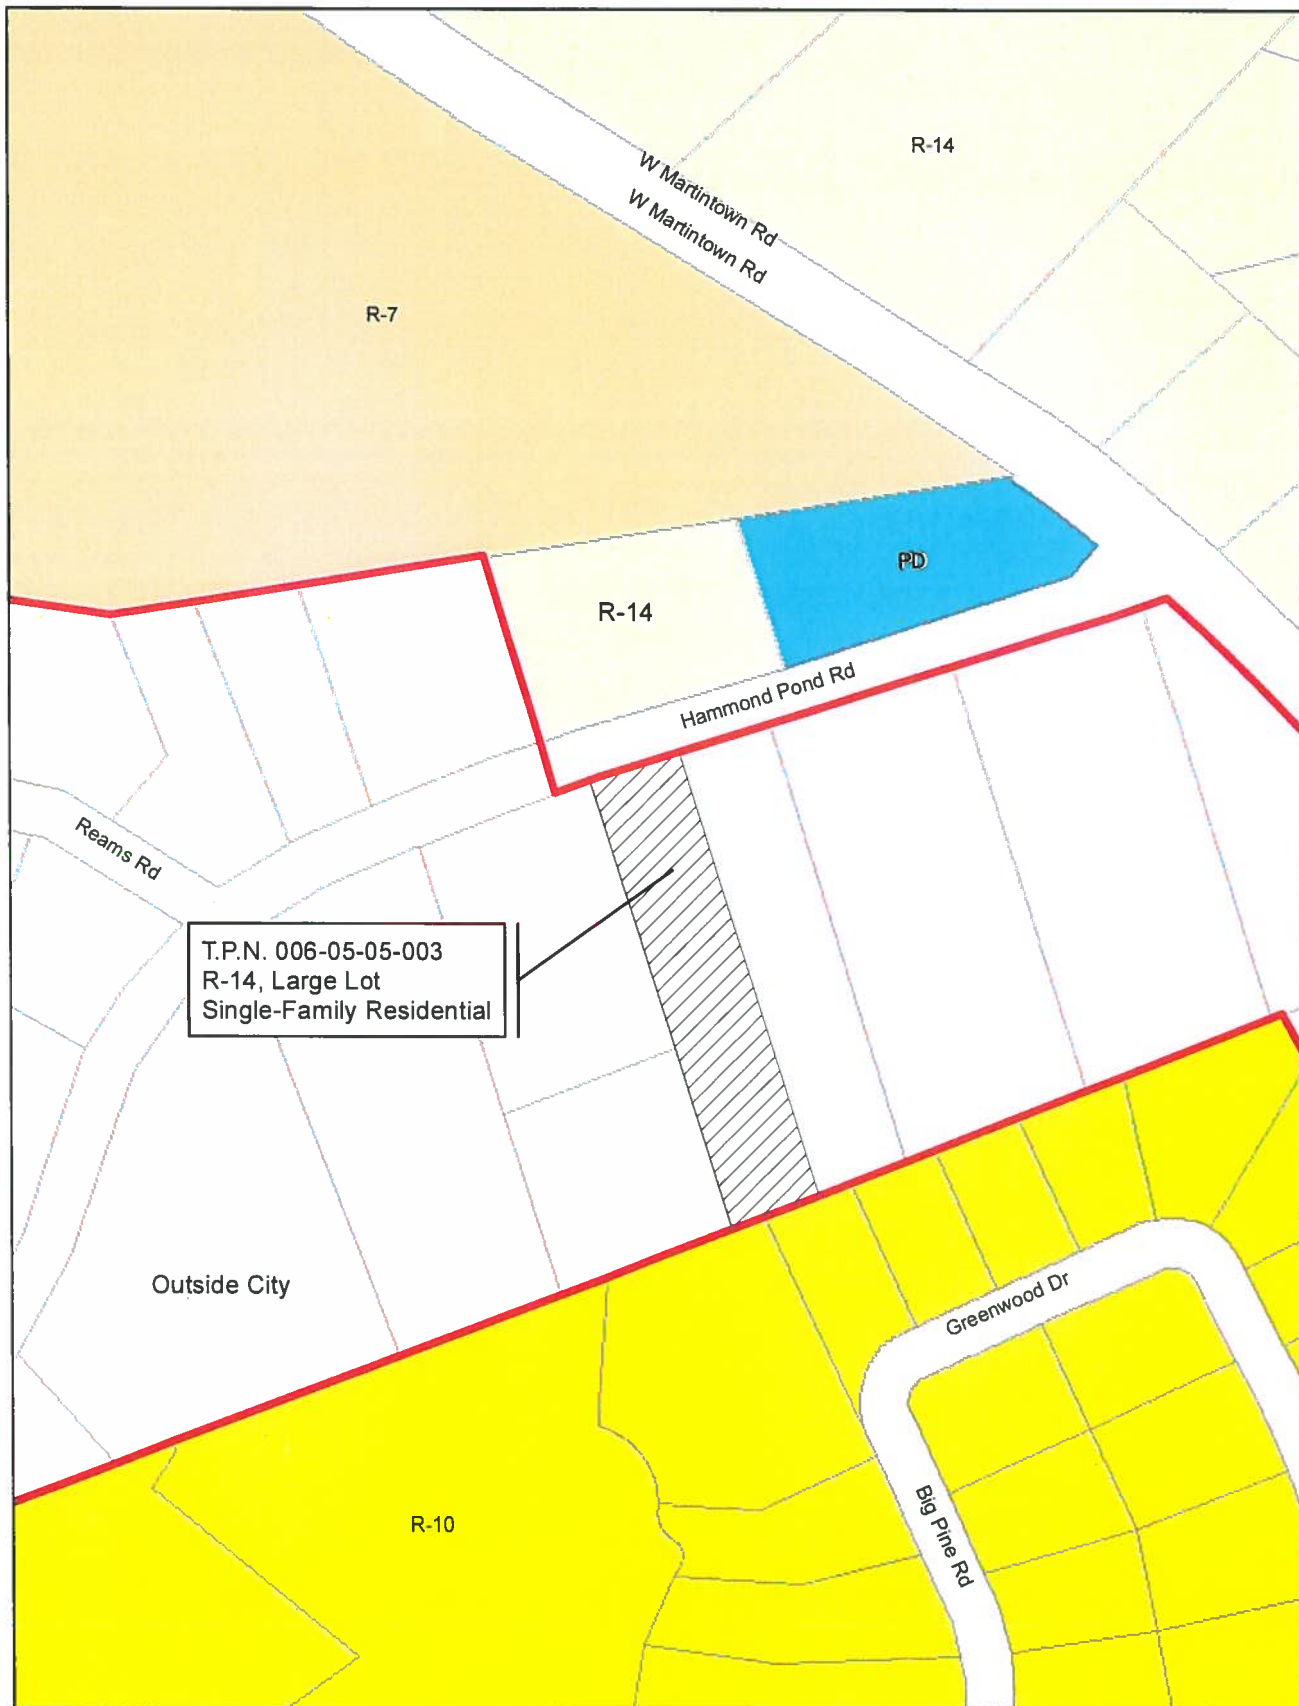 R-14
W Martintown Rd
W Martintown Rd
R-7
PD
R-14
Hammond Pond Rd
Reams Rd
T.P.N. 006-05-05-003
R-14, Large Lot
Single-Family Residential
Outside City
Greenwood Dr
Big Pine Rd
R-10